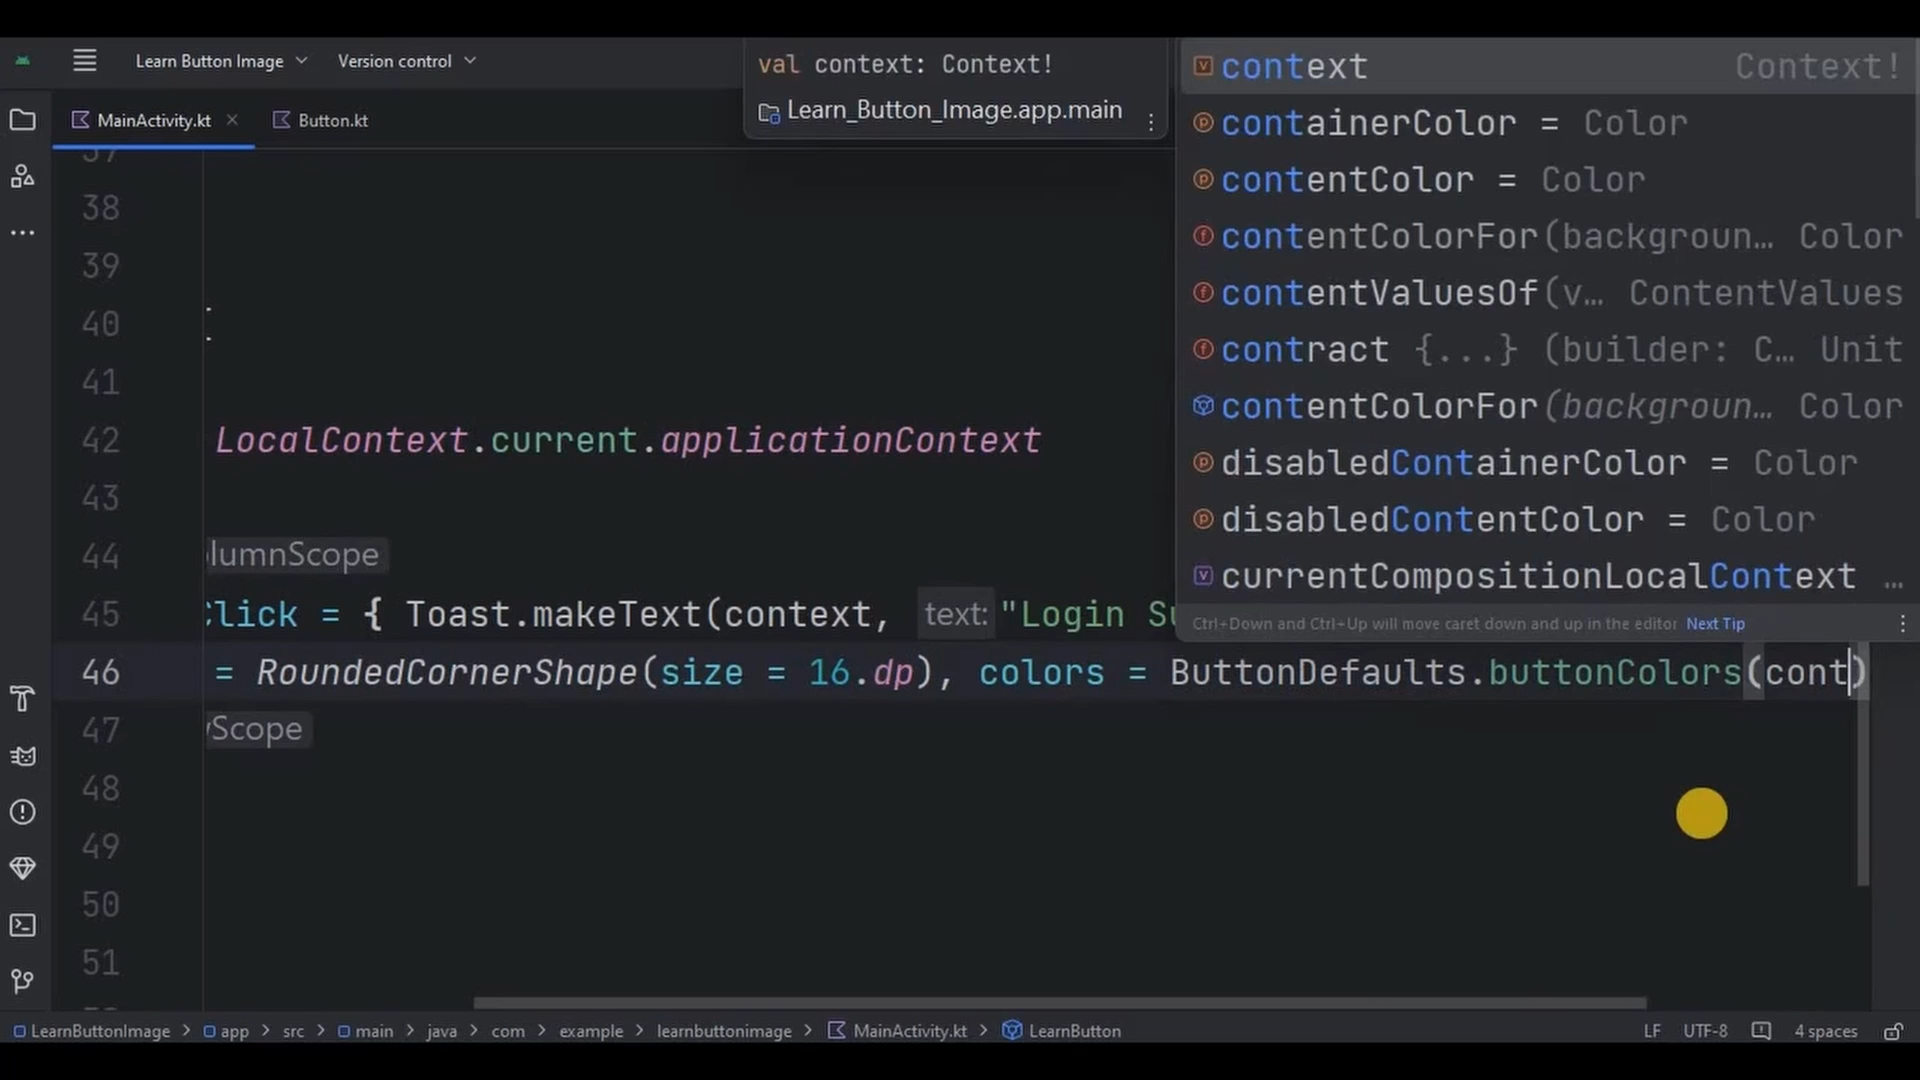 Learn Button Image
Version control
MainActivity.kt
Button.kt
val context: Context!
Learn_Button_Image.app.main
context Context!
containerColor = Color
contentColor = Color
contentColorFor(backgroun… Color
contentValuesOf(v… ContentValues
contract {...} (builder: C… Unit
contentColorFor(backgroun… Color
disabledContainerColor = Color
disabledContentColor = Color
currentCompositionLocalContext …
Ctrl+Down and Ctrl+Up will move caret down and up in the editor Next Tip
37
38
39
40
41
42 LocalContext.current.applicationContext
43
44 lumnScope
45 Click = { Toast.makeText(context, text: "Login Su
46 = RoundedCornerShape(size = 16.dp), colors = ButtonDefaults.buttonColors(cont)
47 Scope
48
49
50
51
LearnButtonImage > app > src > main > java > com > example > learnbuttonimage > MainActivity.kt > LearnButton
LF UTF-8 4 spaces